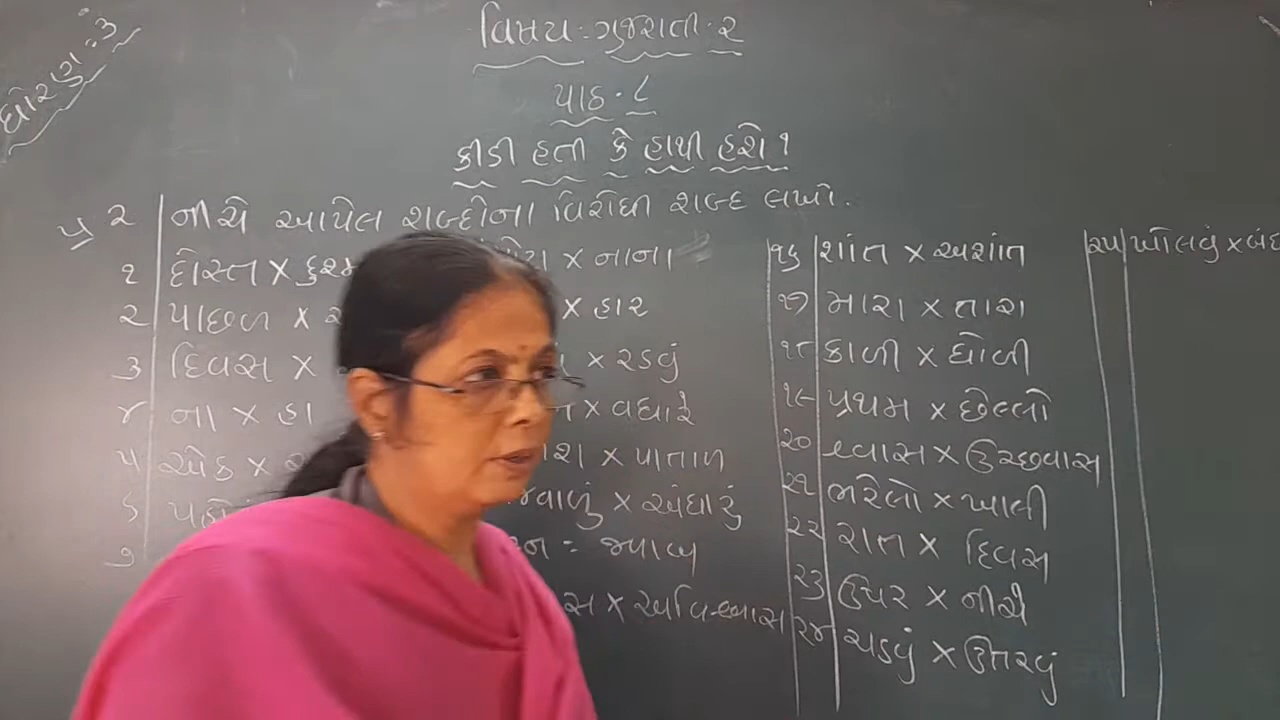 ધોરણ : ૩
વિષય : ગુજરાતી - ૨
પાઠ - ૮
કીડી હતી કે હાથી હશે ?
પ્ર ૨ નીચે આપેલ શબ્દોના વિરોધી શબ્દ લખો.
૧ દોસ્ત ×
૨ પાછળ ×
૩ દિવસ ×
૪ ના × હા
૫ એક ×
૬
૭
× નાના
× હાર
× રડવું
× વધારે
× પાતાળ
× અંધારું
= જવાબ
× અવિશ્વાસ
૧૬ શાંત × અશાંત
૧૭ મારા × તારા
૧૮ કાળી × ધોળી
૧૯ પ્રથમ × છેલ્લો
૨૦ શ્વાસ × ઉચ્છવાસ
૨૧ ભરેલો × ખાલી
૨૨ રાત × દિવસ
૨૩ ઉપર × નીચે
૨૪ ચડવું × ઉતરવું
૨૫ ખોલવું × બંધ